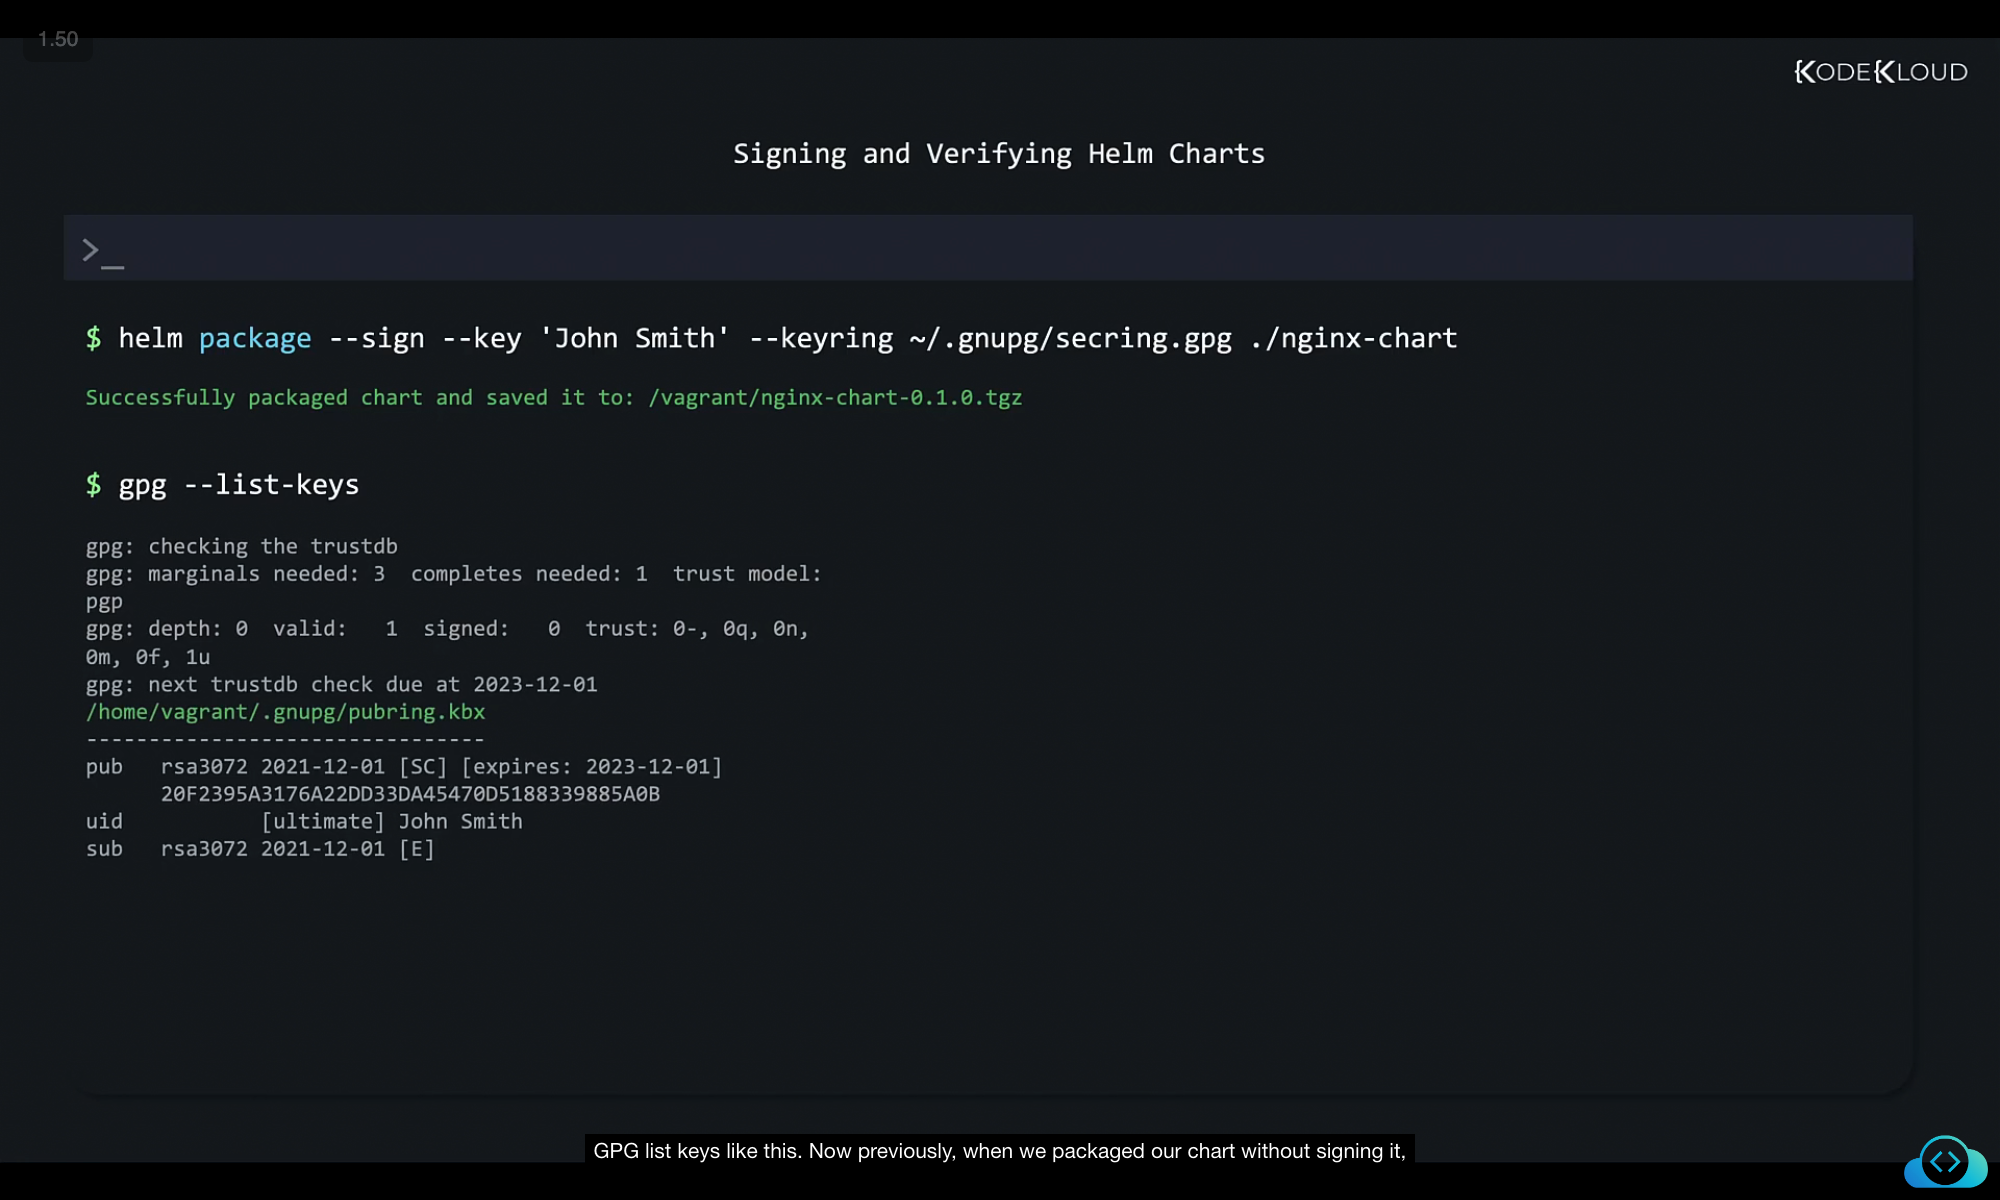 1.50
KODEKLOUD
Signing and Verifying Helm Charts
>_
$ helm package --sign --key 'John Smith' --keyring ~/.gnupg/secring.gpg ./nginx-chart
Successfully packaged chart and saved it to: /vagrant/nginx-chart-0.1.0.tgz
$ gpg --list-keys
gpg: checking the trustdb
gpg: marginals needed: 3  completes needed: 1  trust model:
pgp
gpg: depth: 0  valid:   1  signed:   0  trust: 0-, 0q, 0n,
0m, 0f, 1u
gpg: next trustdb check due at 2023-12-01
/home/vagrant/.gnupg/pubring.kbx
--------------------------------
pub   rsa3072 2021-12-01 [SC] [expires: 2023-12-01]
      20F2395A3176A22DD33DA45470D5188339885A0B
uid           [ultimate] John Smith
sub   rsa3072 2021-12-01 [E]
GPG list keys like this. Now previously, when we packaged our chart without signing it,